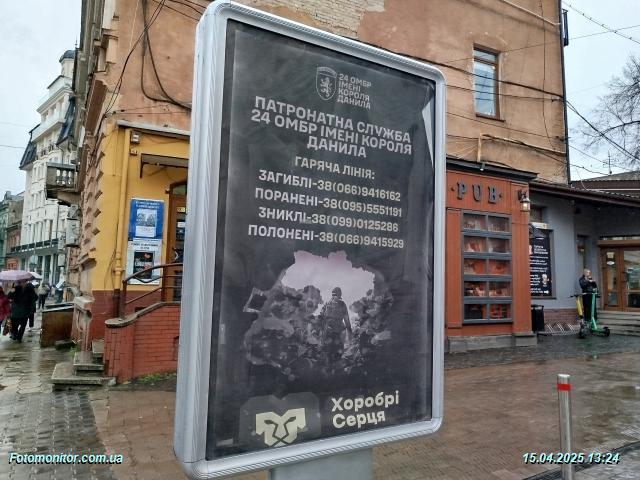 24 ОМБР
ІМЕНІ
КОРОЛЯ
ДАНИЛА
ПАТРОНАТНА СЛУЖБА
24 ОМБР ІМЕНІ КОРОЛЯ
ДАНИЛА
ГАРЯЧА ЛІНІЯ:
ЗАГИБЛІ-38(066)9416162
ПОРАНЕНІ-38(095)5551191
ЗНИКЛІ-38(099)0125286
ПОЛОНЕНІ-38(066)9415929
Хоробрі
Серця
PUB
Fotomonitor.com.ua
15.04.2025 13:24